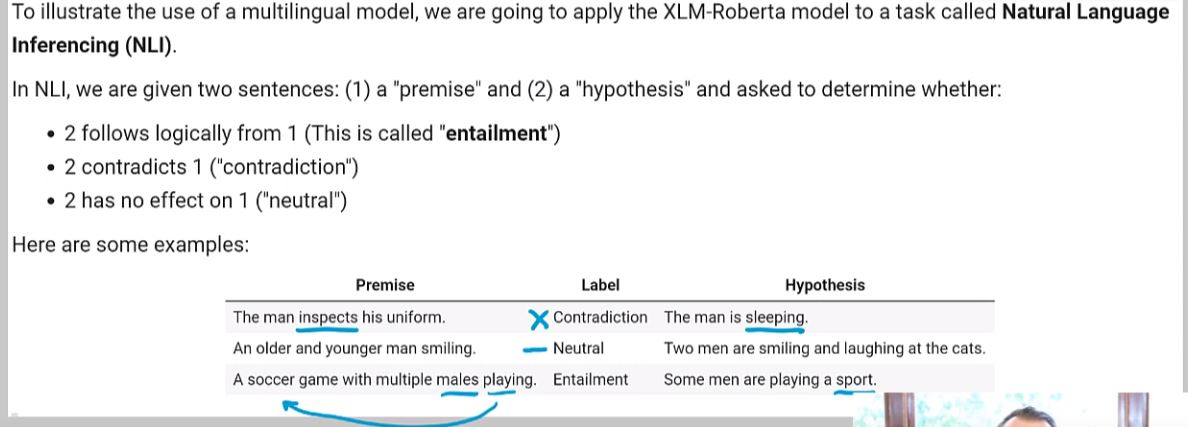 To illustrate the use of a multilingual model, we are going to apply the XLM-Roberta model to a task called Natural Language
Inferencing (NLI).
In NLI, we are given two sentences: (1) a "premise" and (2) a "hypothesis" and asked to determine whether:
• 2 follows logically from 1 (This is called "entailment")
• 2 contradicts 1 ("contradiction")
• 2 has no effect on 1 ("neutral")
Here are some examples:
Premise Label Hypothesis
The man inspects his uniform. Contradiction The man is sleeping.
An older and younger man smiling. Neutral Two men are smiling and laughing at the cats.
A soccer game with multiple males playing. Entailment Some men are playing a sport.